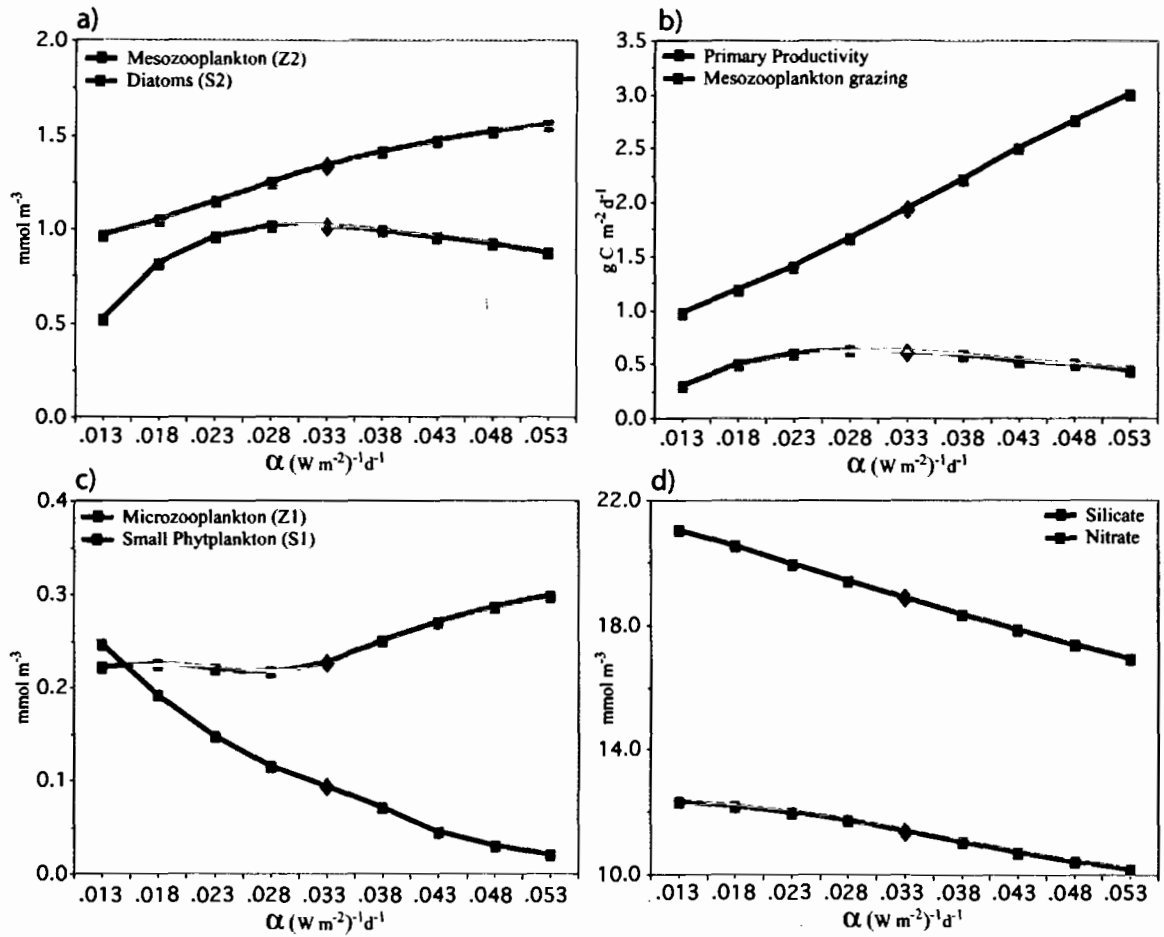 a)
2.0
1.5
1.0
0.5
0.0
mmol m-3
Mesozooplankton (Z2)
Diatoms (S2)
.013 .018 .023 .028 .033 .038 .043 .048 .053
α (W m-2)-1d-1
b)
3.5
3.0
2.5
2.0
1.5
1.0
0.5
0.0
g C m-2 d-1
Primary Productivity
Mesozooplankton grazing
.013 .018 .023 .028 .033 .038 .043 .048 .053
α (W m-2)-1d-1
c)
0.4
0.3
0.2
0.1
0.0
mmol m-3
Microzooplankton (Z1)
Small Phytplankton (S1)
.013 .018 .023 .028 .033 .038 .043 .048 .053
α (W m-2)-1d-1
d)
22.0
18.0
14.0
10.0
mmol m-3
Silicate
Nitrate
.013 .018 .023 .028 .033 .038 .043 .048 .053
α (W m-2)-1d-1